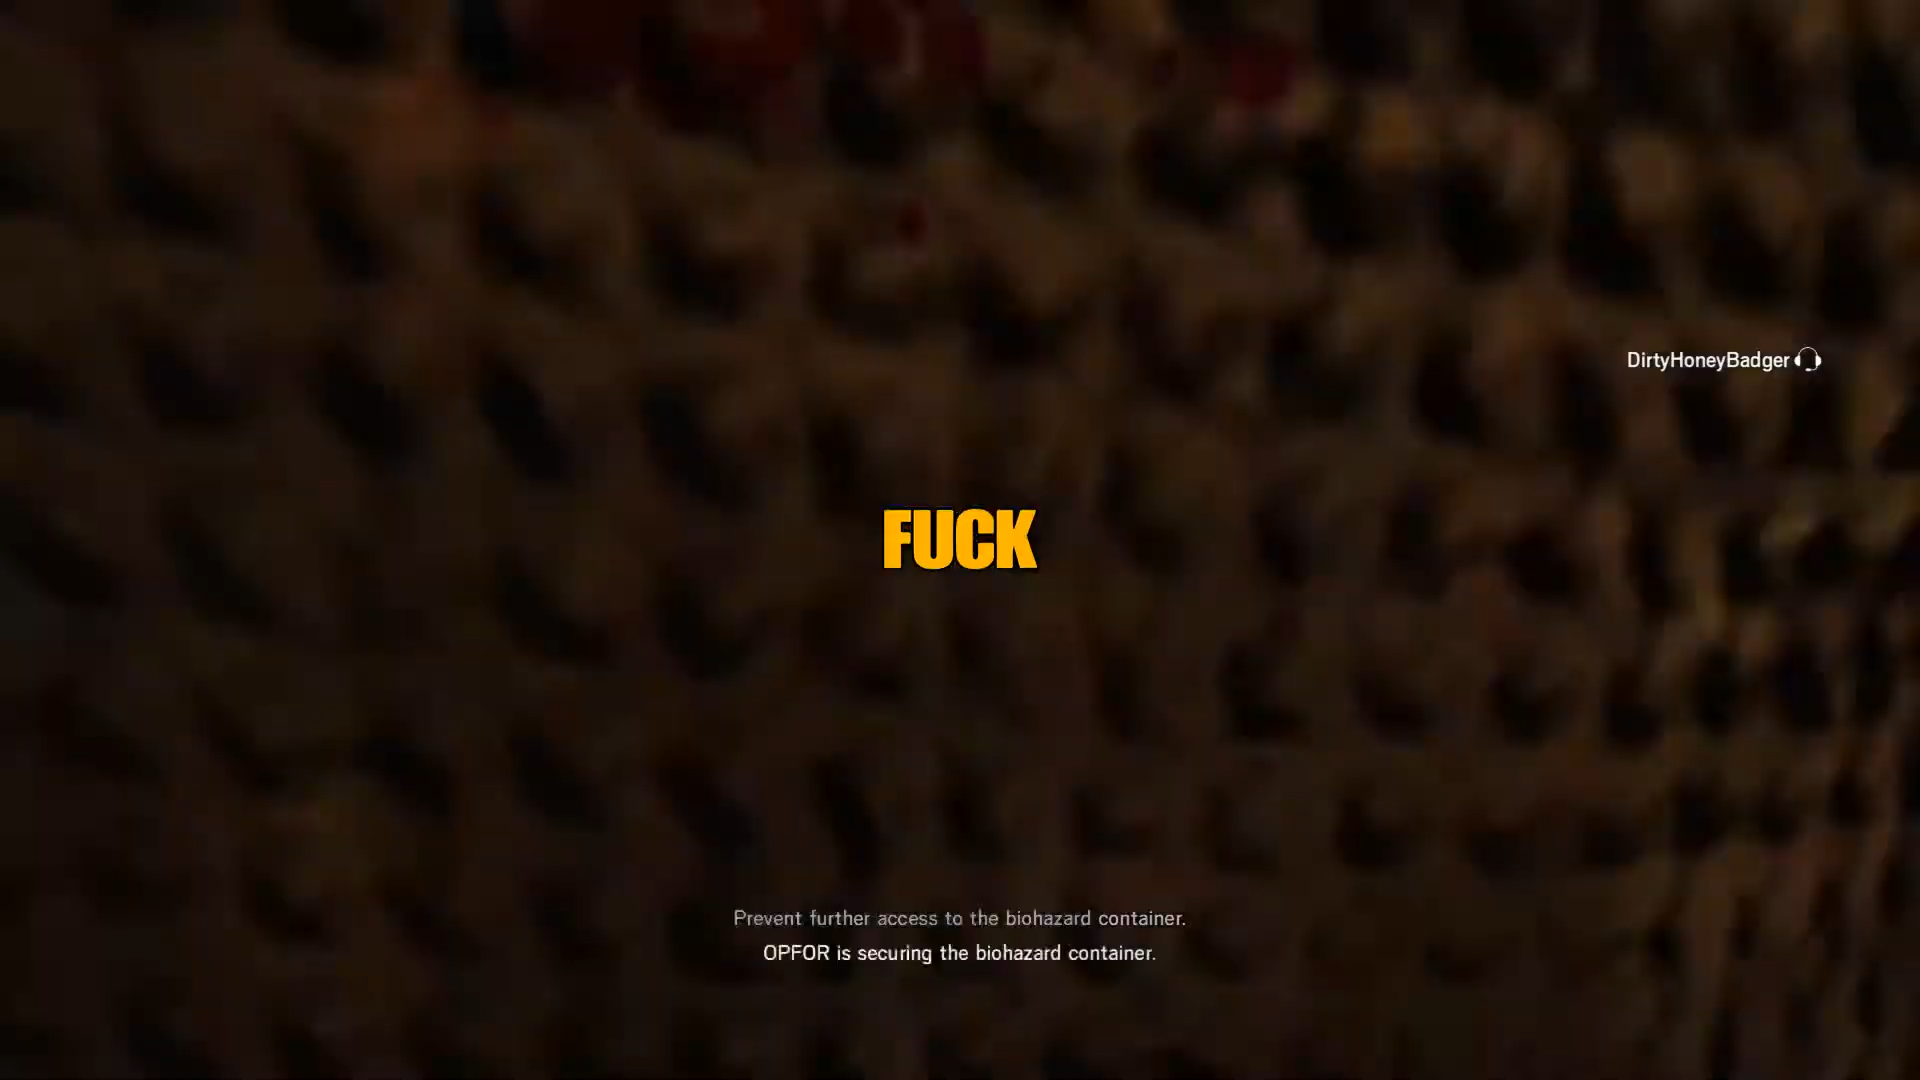 DirtyHoneyBadger
FUCK
Prevent further access to the biohazard container.
OPFOR is securing the biohazard container.